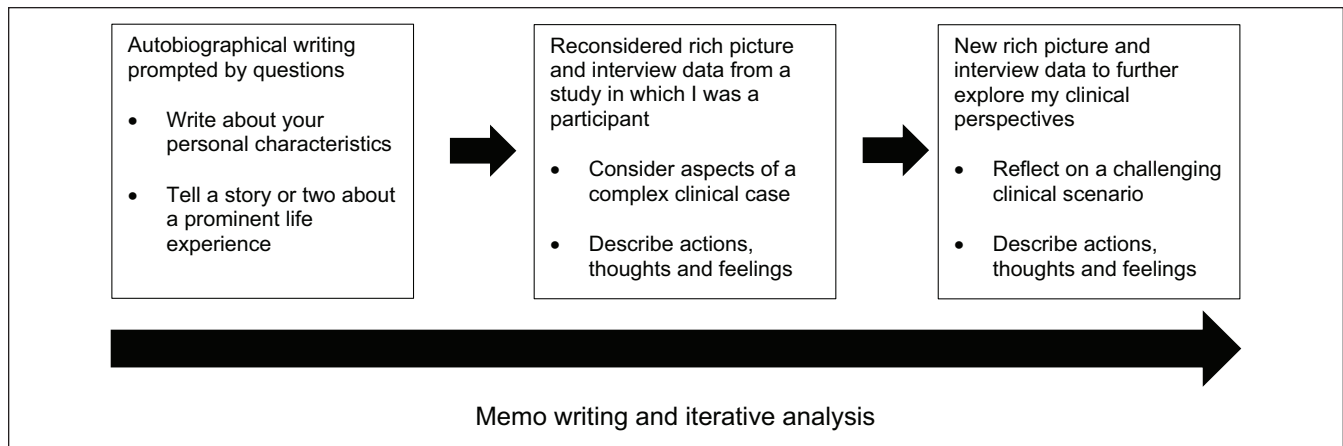 Autobiographical writing
prompted by questions
• Write about your
personal characteristics
• Tell a story or two about
a prominent life
experience
Reconsidered rich picture
and interview data from a
study in which I was a
participant
• Consider aspects of a
complex clinical case
• Describe actions,
thoughts and feelings
New rich picture and
interview data to further
explore my clinical
perspectives
• Reflect on a challenging
clinical scenario
• Describe actions,
thoughts and feelings
Memo writing and iterative analysis